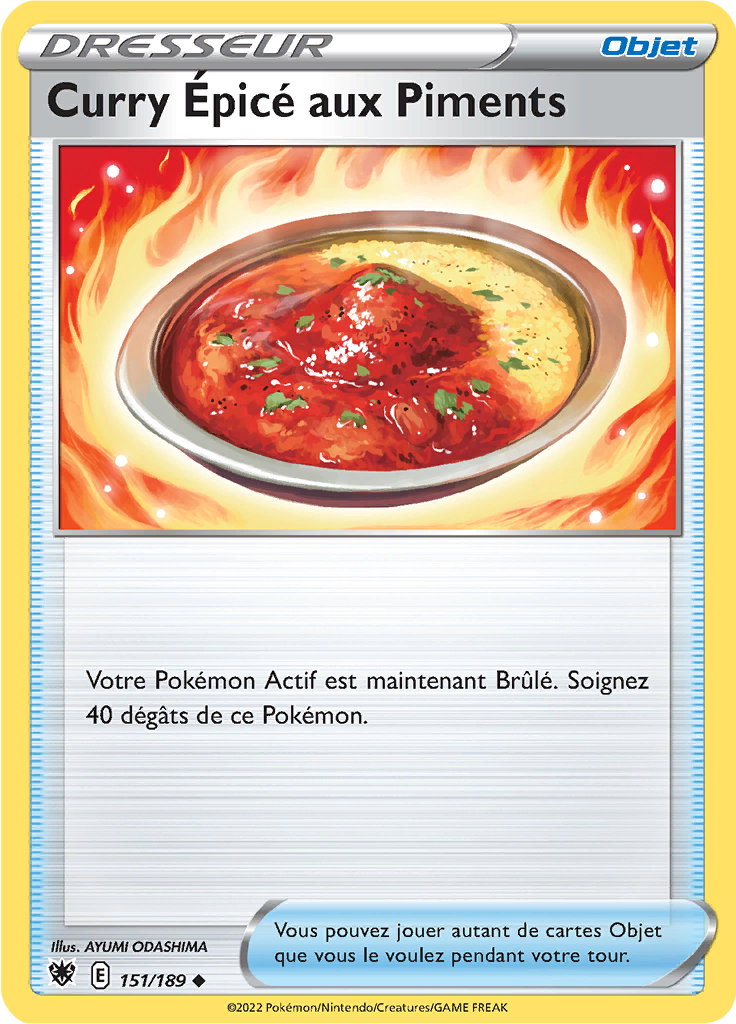 DRESSEUR
Objet
Curry Épicé aux Piments
Votre Pokémon Actif est maintenant Brûlé. Soignez
40 dégâts de ce Pokémon.
Vous pouvez jouer autant de cartes Objet
que vous le voulez pendant votre tour.
Illus. AYUMI ODASHIMA
E 151/189
©2022 Pokémon/Nintendo/Creatures/GAME FREAK